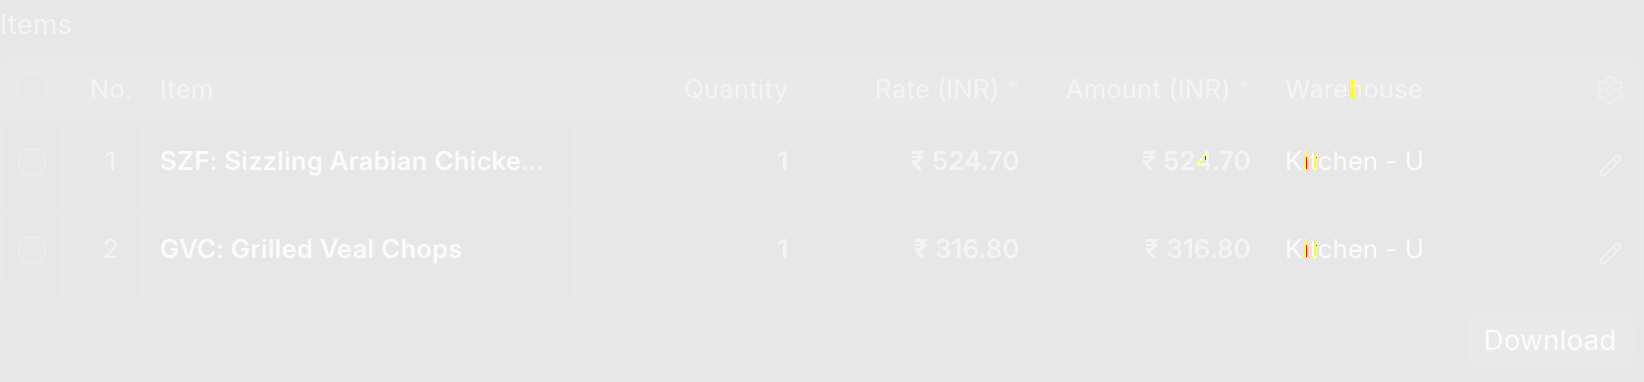 Items
No. Item Quantity Rate (INR) * Amount (INR) * Warehouse
1 SZF: Sizzling Arabian Chicke... 1 ₹ 524.70 ₹ 524.70 Kitchen - U
2 GVC: Grilled Veal Chops 1 ₹ 316.80 ₹ 316.80 Kitchen - U
Download